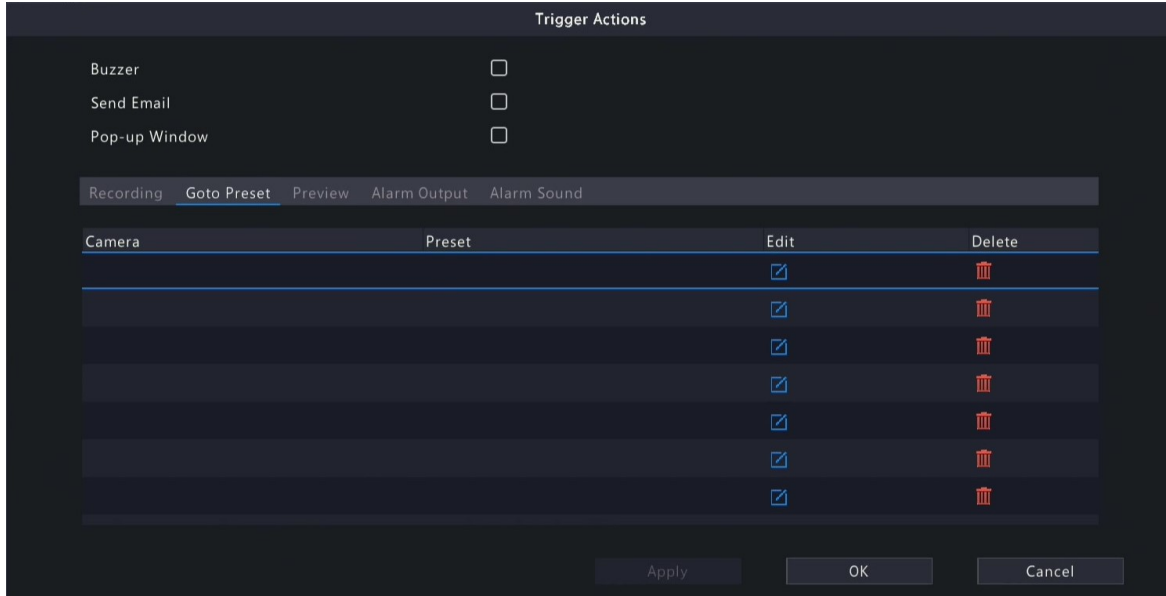 Trigger Actions
Buzzer
Send Email
Pop-up Window
Recording Goto Preset Preview Alarm Output Alarm Sound
Camera Preset Edit Delete
Apply OK Cancel